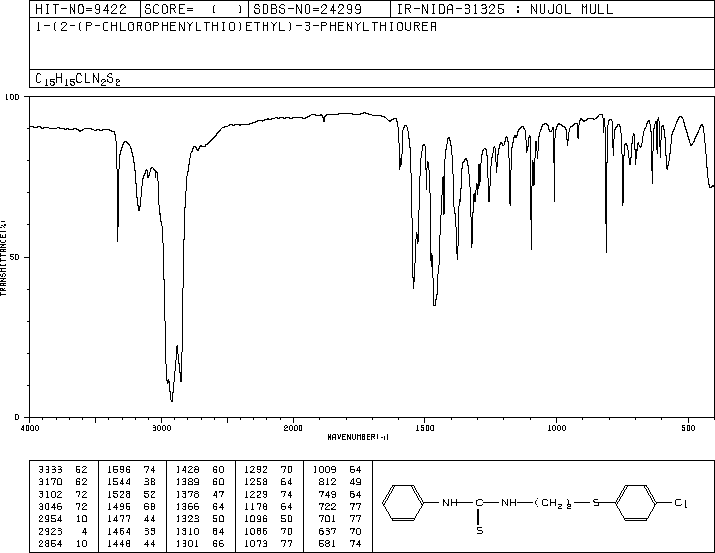 HIT-NO=9422 SCORE= ( ) SDBS-NO=24299 IR-NIDA-31325 : NUJOL MULL
1-(2-(P-CHLOROPHENYLTHIO)ETHYL)-3-PHENYLTHIOUREA
C15H15CLN2S2
100
50
0
TRANSMITTANCE(%)
4000 3000 2000 1500 1000 500
WAVENUMBER(-1)
3333 52 1596 74 1428 60 1292 70 1009 64
3170 62 1544 38 1389 60 1258 64 812 49
3102 72 1528 52 1378 47 1229 74 749 64
3046 72 1495 68 1366 64 1178 64 722 77
2954 10 1477 44 1323 50 1096 50 701 77
2923 4 1464 33 1310 84 1086 70 637 70
2854 10 1448 44 1301 66 1073 77 581 74
NH C NH (CH2)2 S Cl
S